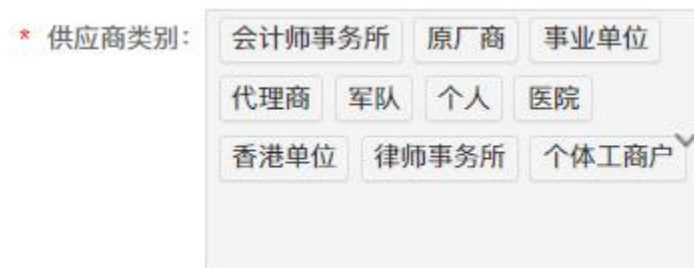 * 供应商类别: 会计师事务所 原厂商 事业单位
代理商 军队 个人 医院
香港单位 律师事务所 个体工商户